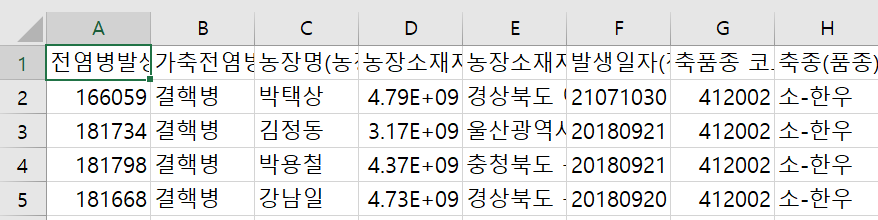 A B C D E F G H
1 전염병발생 가축전염병 농장명(농장 농장소재지 농장소재지 발생일자(진 축품종 코드 축종(품종)
2 166059 결핵병 박택상 4.79E+09 경상북도 21071030 412002 소-한우
3 181734 결핵병 김정동 3.17E+09 울산광역시 20180921 412002 소-한우
4 181798 결핵병 박용철 4.37E+09 충청북도 20180921 412002 소-한우
5 181668 결핵병 강남일 4.73E+09 경상북도 20180920 412002 소-한우